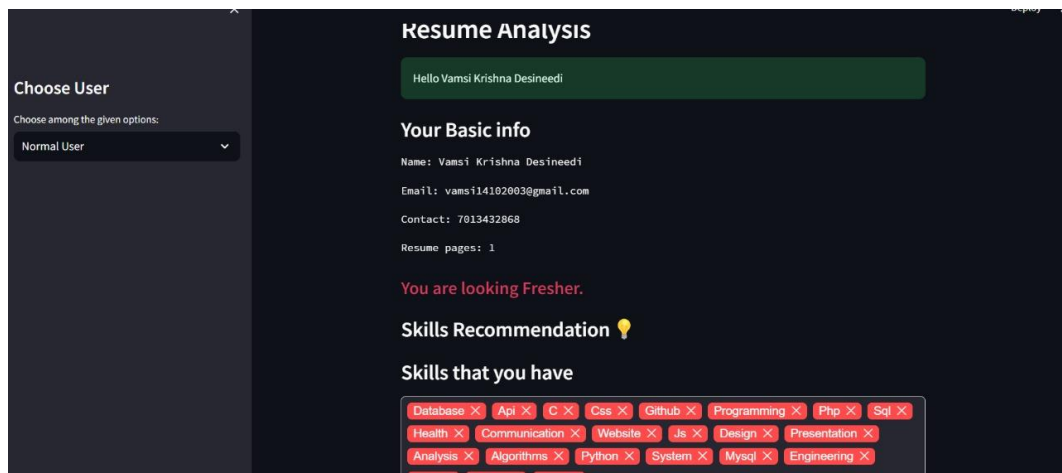 Deploy
Resume Analysis
Hello Vamsi Krishna Desineedi
Choose User
Choose among the given options:
Normal User
Your Basic info
Name: Vamsi Krishna Desineedi
Email: vamsi14102003@gmail.com
Contact: 7013432868
Resume pages: 1
You are looking Fresher.
Skills Recommendation 💡
Skills that you have
Database × Api × C × Css × Github × Programming × Php × Sql ×
Health × Communication × Website × Js × Design × Presentation ×
Analysis × Algorithms × Python × System × Mysql × Engineering ×